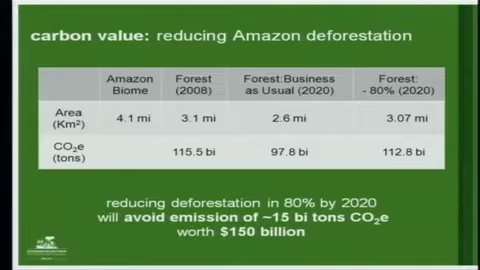 carbon value: reducing Amazon deforestation
Amazon Biome Forest (2008) Forest:Business as Usual (2020) Forest: - 80% (2020)
Area (Km²) 4.1 mi 3.1 mi 2.6 mi 3.07 mi
CO₂e (tons) 115.5 bi 97.8 bi 112.8 bi
reducing deforestation in 80% by 2020
will avoid emission of ~15 bi tons CO₂e
worth $150 billion